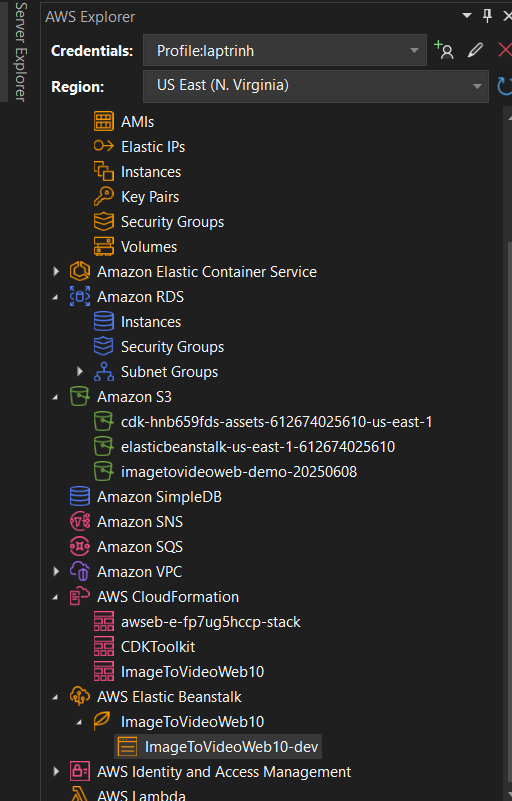 Server Explorer
AWS Explorer
Credentials: Profile:laptrinh
Region: US East (N. Virginia)
AMIs
Elastic IPs
Instances
Key Pairs
Security Groups
Volumes
Amazon Elastic Container Service
Amazon RDS
Instances
Security Groups
Subnet Groups
Amazon S3
cdk-hnb659fds-assets-612674025610-us-east-1
elasticbeanstalk-us-east-1-612674025610
imagetovideoweb-demo-20250608
Amazon SimpleDB
Amazon SNS
Amazon SQS
Amazon VPC
AWS CloudFormation
awseb-e-fp7ug5hccp-stack
CDKToolkit
ImageToVideoWeb10
AWS Elastic Beanstalk
ImageToVideoWeb10
ImageToVideoWeb10-dev
AWS Identity and Access Management
AWS Lambda